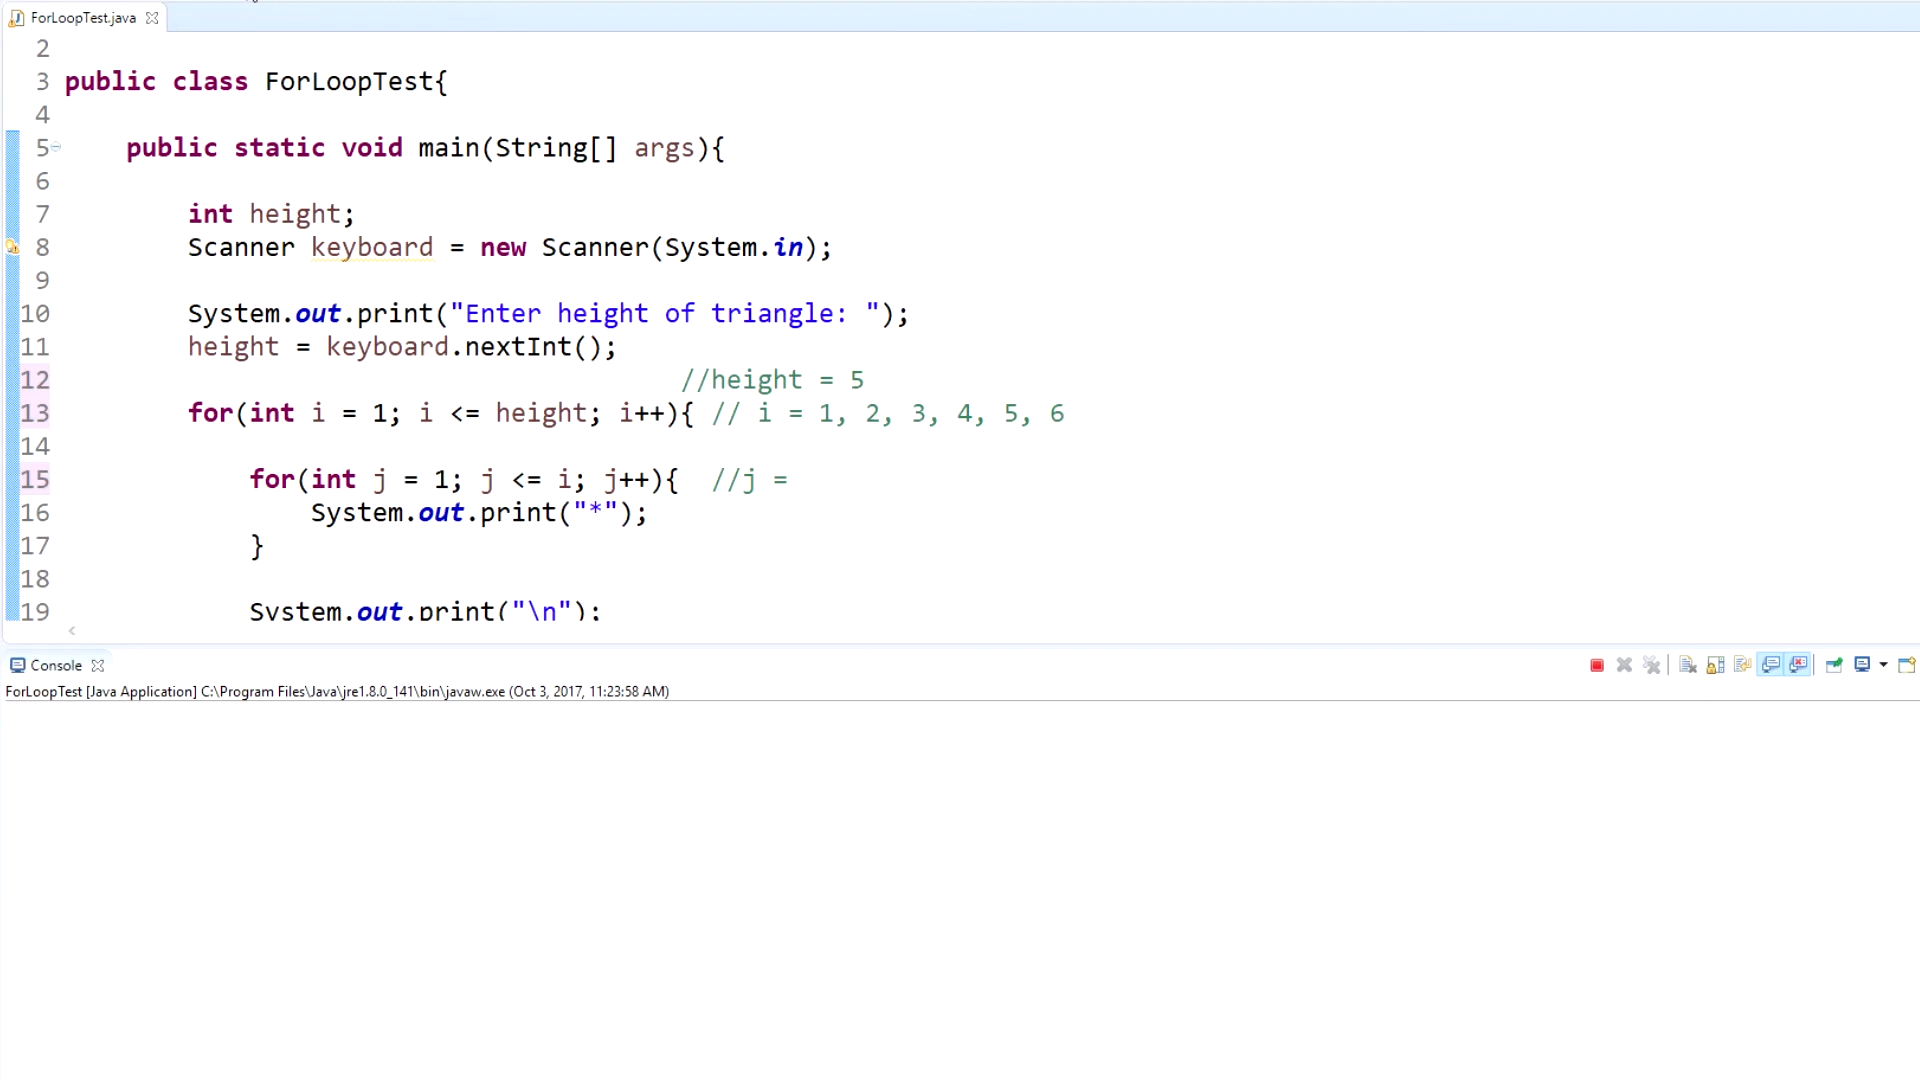 ForLoopTest.java
2
3 public class ForLoopTest{
4
5 public static void main(String[] args){
6
7 int height;
8 Scanner keyboard = new Scanner(System.in);
9
10 System.out.print("Enter height of triangle: ");
11 height = keyboard.nextInt();
12 //height = 5
13 for(int i = 1; i <= height; i++){ // i = 1, 2, 3, 4, 5, 6
14
15 for(int j = 1; j <= i; j++){ //j =
16 System.out.print("*");
17 }
18
19 System.out.print("\n");
Console
ForLoopTest [Java Application] C:\Program Files\Java\jre1.8.0_141\bin\javaw.exe (Oct 3, 2017, 11:23:58 AM)